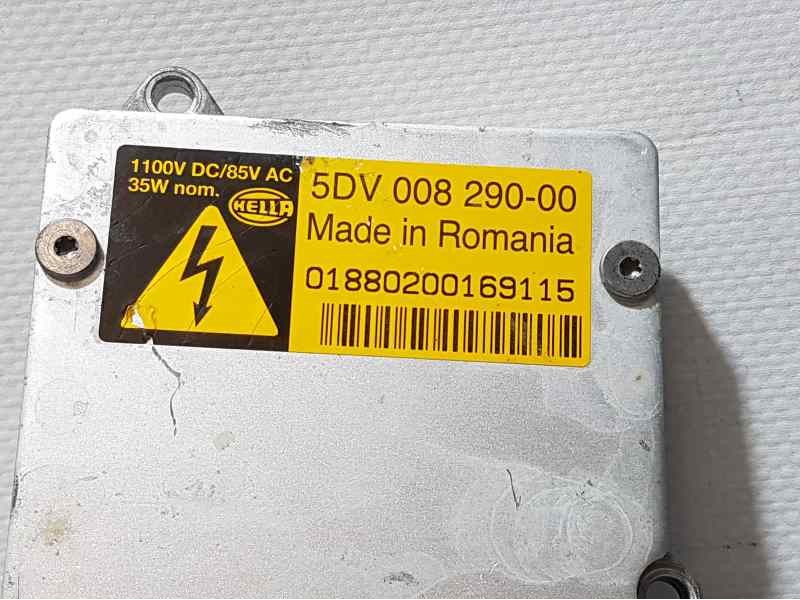 1100V DC/85V AC
35W nom.
HELLA
5DV 008 290-00
Made in Romania
01880200169115